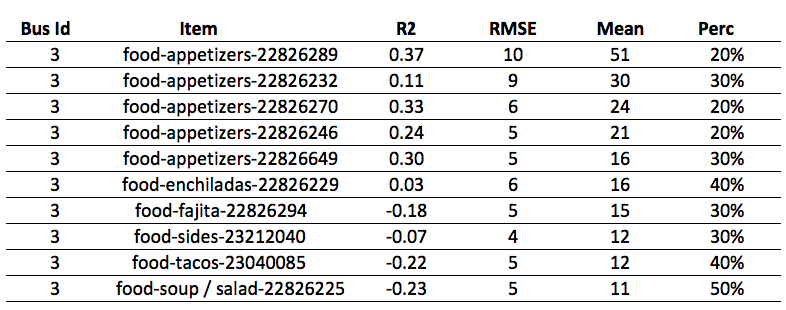 Bus Id Item R2 RMSE Mean Perc
3 food-appetizers-22826289 0.37 10 51 20%
3 food-appetizers-22826232 0.11 9 30 30%
3 food-appetizers-22826270 0.33 6 24 20%
3 food-appetizers-22826246 0.24 5 21 20%
3 food-appetizers-22826649 0.30 5 16 30%
3 food-enchiladas-22826229 0.03 6 16 40%
3 food-fajita-22826294 -0.18 5 15 30%
3 food-sides-23212040 -0.07 4 12 30%
3 food-tacos-23040085 -0.22 5 12 40%
3 food-soup / salad-22826225 -0.23 5 11 50%